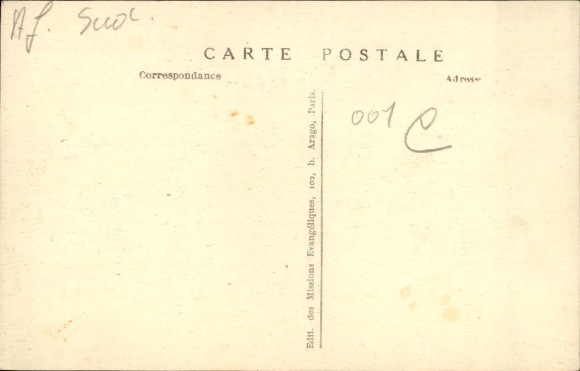 Af. Sud.
CARTE POSTALE
Correspondance
Adresse
001 C
Edit. des Missions Evangéliques, 102, b. Arago, Paris.